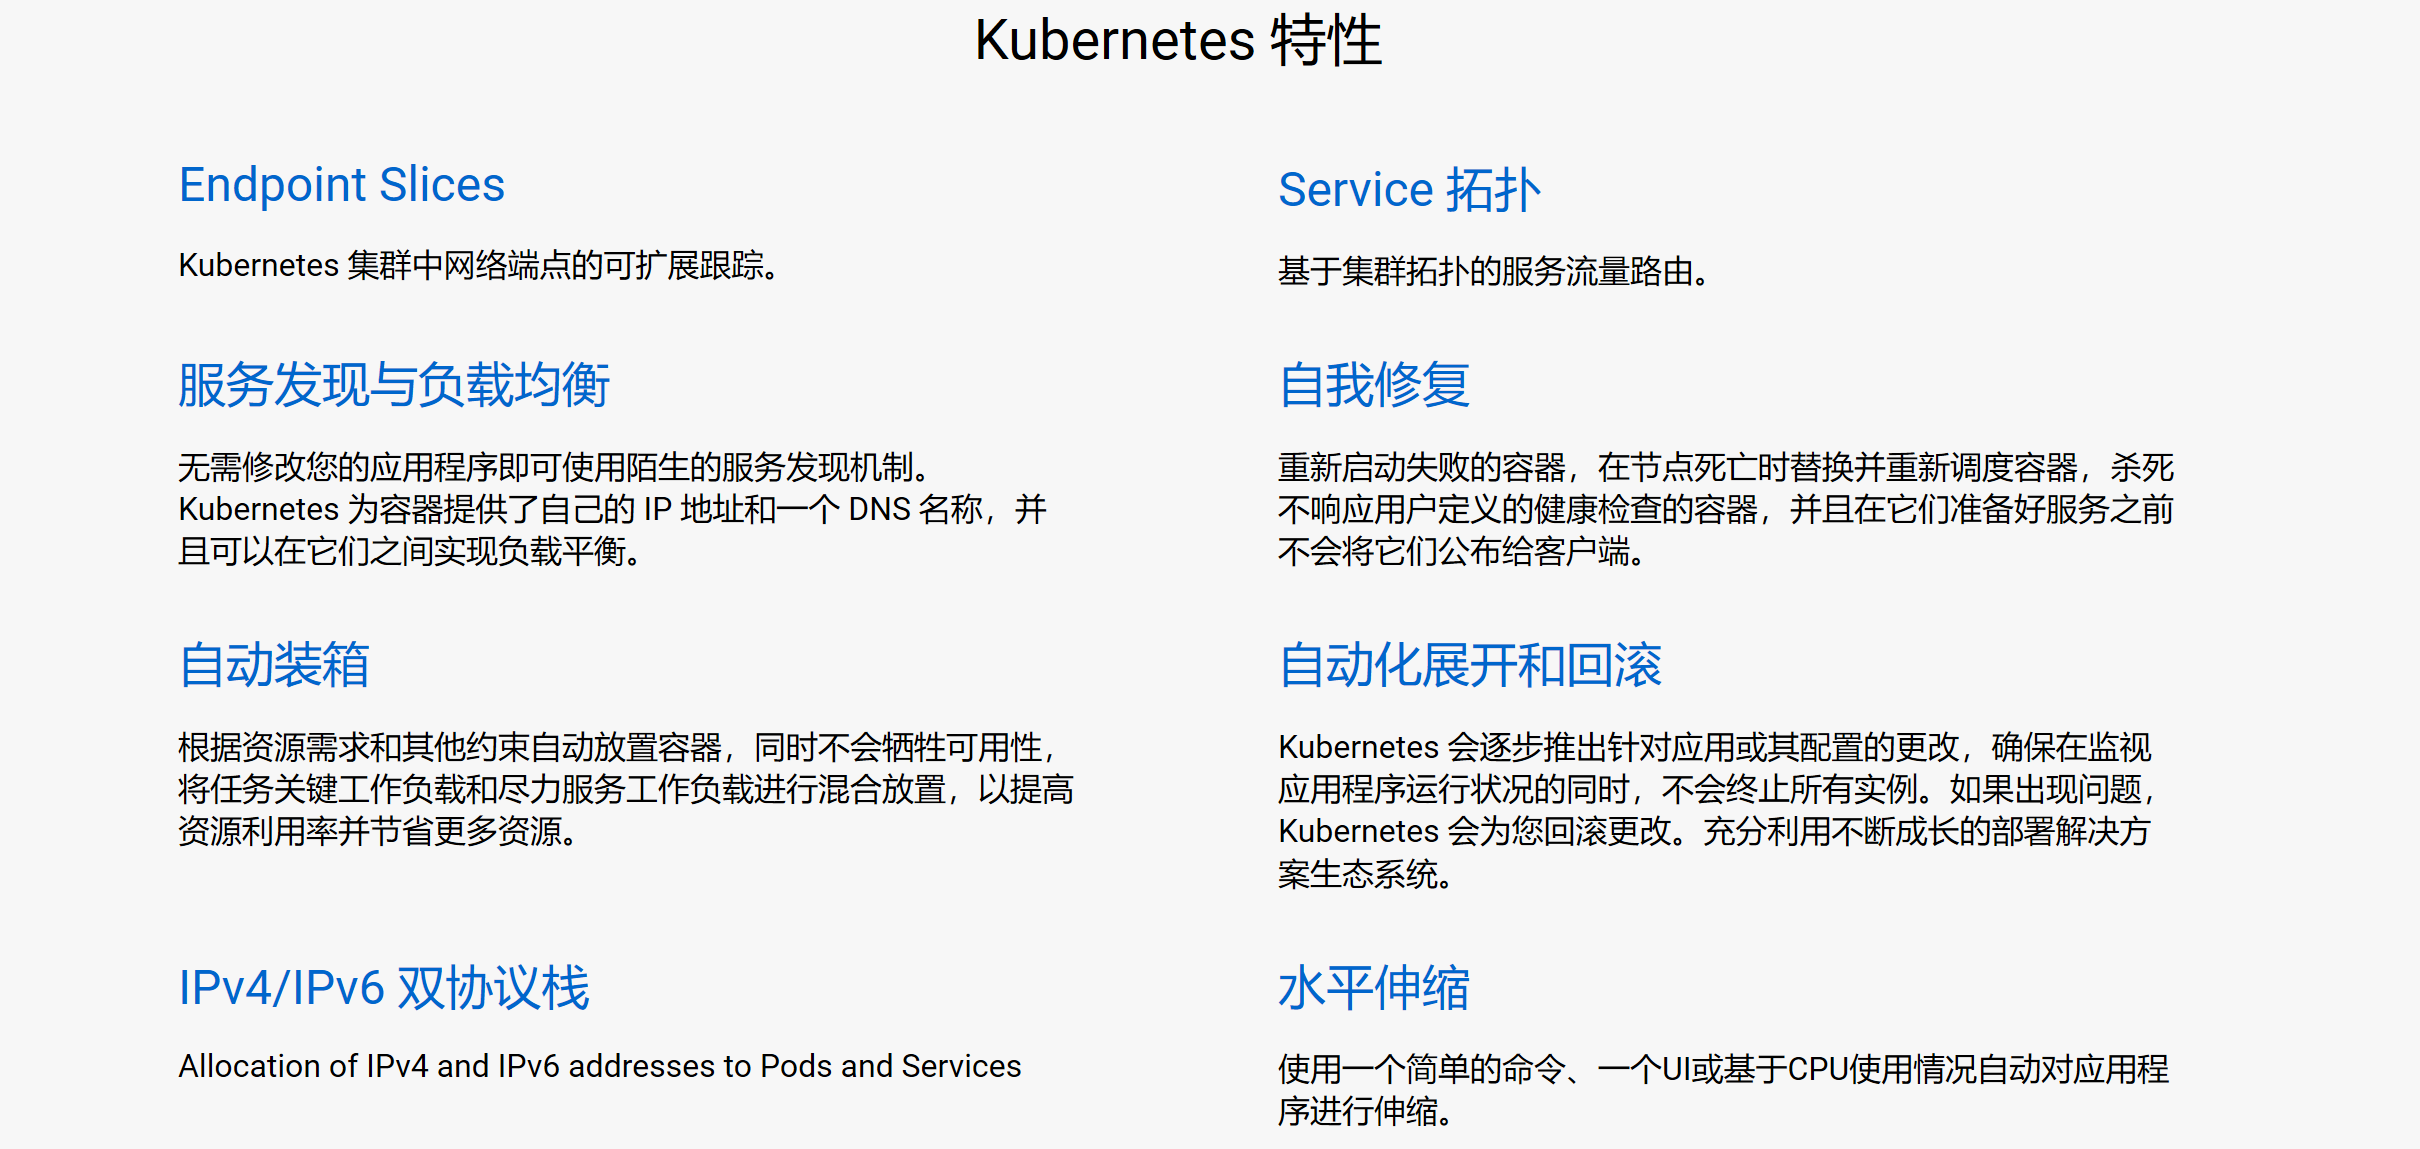 Kubernetes 特性
Endpoint Slices
Kubernetes 集群中网络端点的可扩展跟踪。
Service 拓扑
基于集群拓扑的服务流量路由。
服务发现与负载均衡
无需修改您的应用程序即可使用陌生的服务发现机制。
Kubernetes 为容器提供了自己的 IP 地址和一个 DNS 名称，并
且可以在它们之间实现负载平衡。
自我修复
重新启动失败的容器，在节点死亡时替换并重新调度容器，杀死
不响应用户定义的健康检查的容器，并且在它们准备好服务之前
不会将它们公布给客户端。
自动装箱
根据资源需求和其他约束自动放置容器，同时不会牺牲可用性，
将任务关键工作负载和尽力服务工作负载进行混合放置，以提高
资源利用率并节省更多资源。
自动化展开和回滚
Kubernetes 会逐步推出针对应用或其配置的更改，确保在监视
应用程序运行状况的同时，不会终止所有实例。如果出现问题，
Kubernetes 会为您回滚更改。充分利用不断成长的部署解决方
案生态系统。
IPv4/IPv6 双协议栈
Allocation of IPv4 and IPv6 addresses to Pods and Services
水平伸缩
使用一个简单的命令、一个UI或基于CPU使用情况自动对应用程
序进行伸缩。